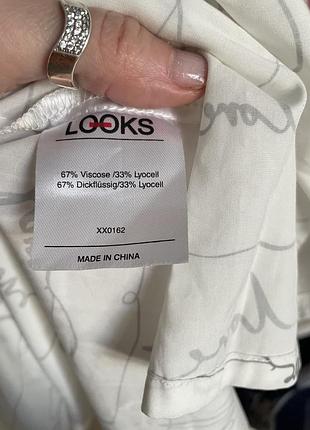 LOOKS
67% Viscose /33% Lyocell
67% Dickflüssig/33% Lyocell
XX0162
MADE IN CHINA